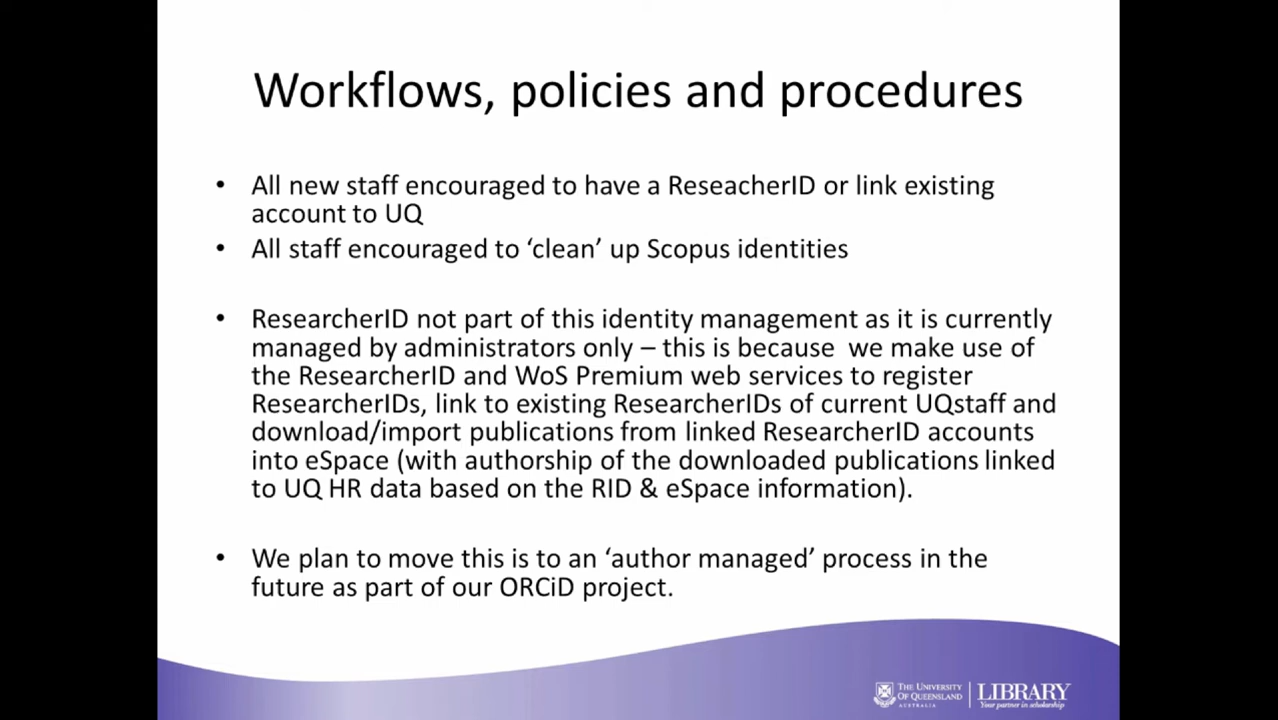 Workflows, policies and procedures
• All new staff encouraged to have a ReseacherID or link existing
account to UQ
• All staff encouraged to ‘clean’ up Scopus identities
• ResearcherID not part of this identity management as it is currently
managed by administrators only – this is because we make use of
the ResearcherID and WoS Premium web services to register
ResearcherIDs, link to existing ResearcherIDs of current UQstaff and
download/import publications from linked ResearcherID accounts
into eSpace (with authorship of the downloaded publications linked
to UQ HR data based on the RID & eSpace information).
• We plan to move this is to an ‘author managed’ process in the
future as part of our ORCiD project.
THE UNIVERSITY
OF QUEENSLAND
AUSTRALIA
LIBRARY
Your partner in scholarship